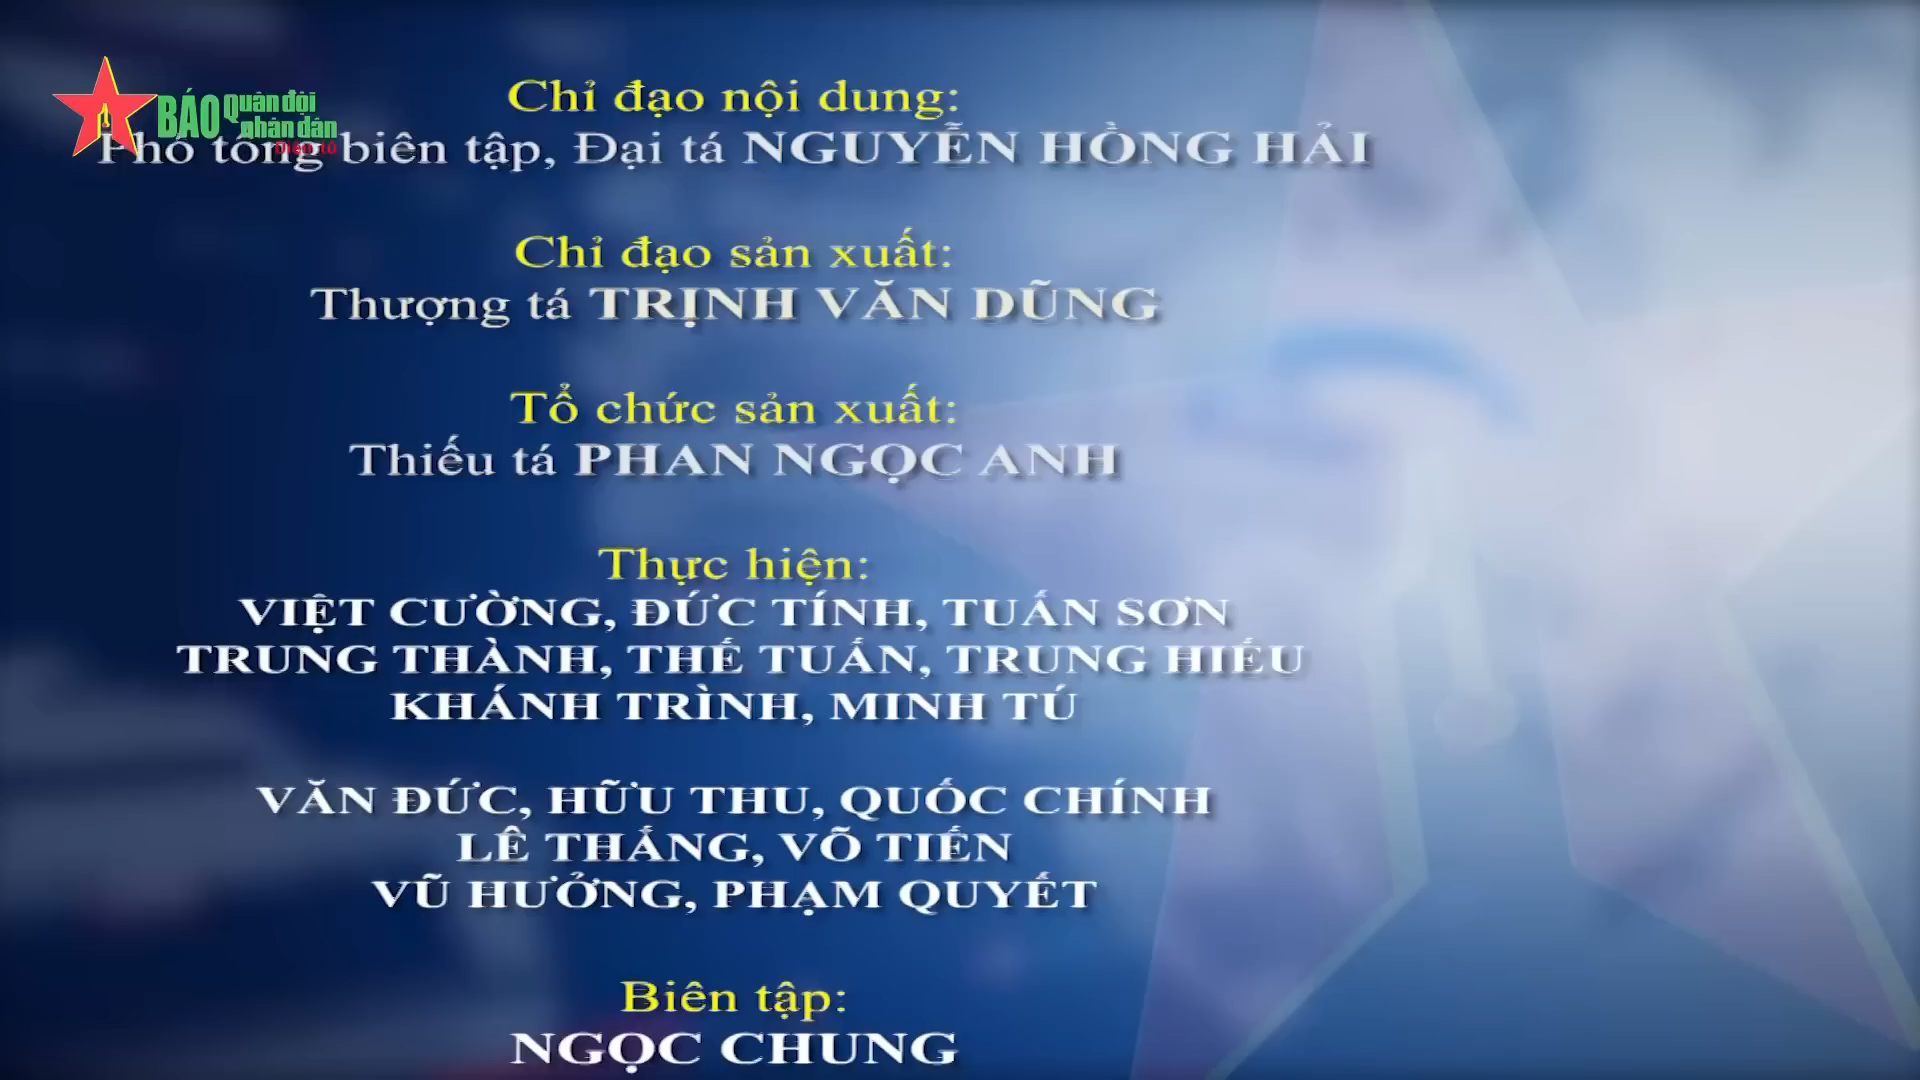 BÁO Quân đội
nhân dân
Điện tử
Chỉ đạo nội dung:
Phó tổng biên tập, Đại tá NGUYỄN HỒNG HẢI
Chỉ đạo sản xuất:
Thượng tá TRỊNH VĂN DŨNG
Tổ chức sản xuất:
Thiếu tá PHAN NGỌC ANH
Thực hiện:
VIỆT CƯỜNG, ĐỨC TÍNH, TUẤN SƠN
TRUNG THÀNH, THẾ TUẤN, TRUNG HIẾU
KHÁNH TRÌNH, MINH TÚ
VĂN ĐỨC, HỮU THU, QUỐC CHÍNH
LÊ THẮNG, VÕ TIẾN
VŨ HƯỞNG, PHẠM QUYẾT
Biên tập:
NGỌC CHUNG